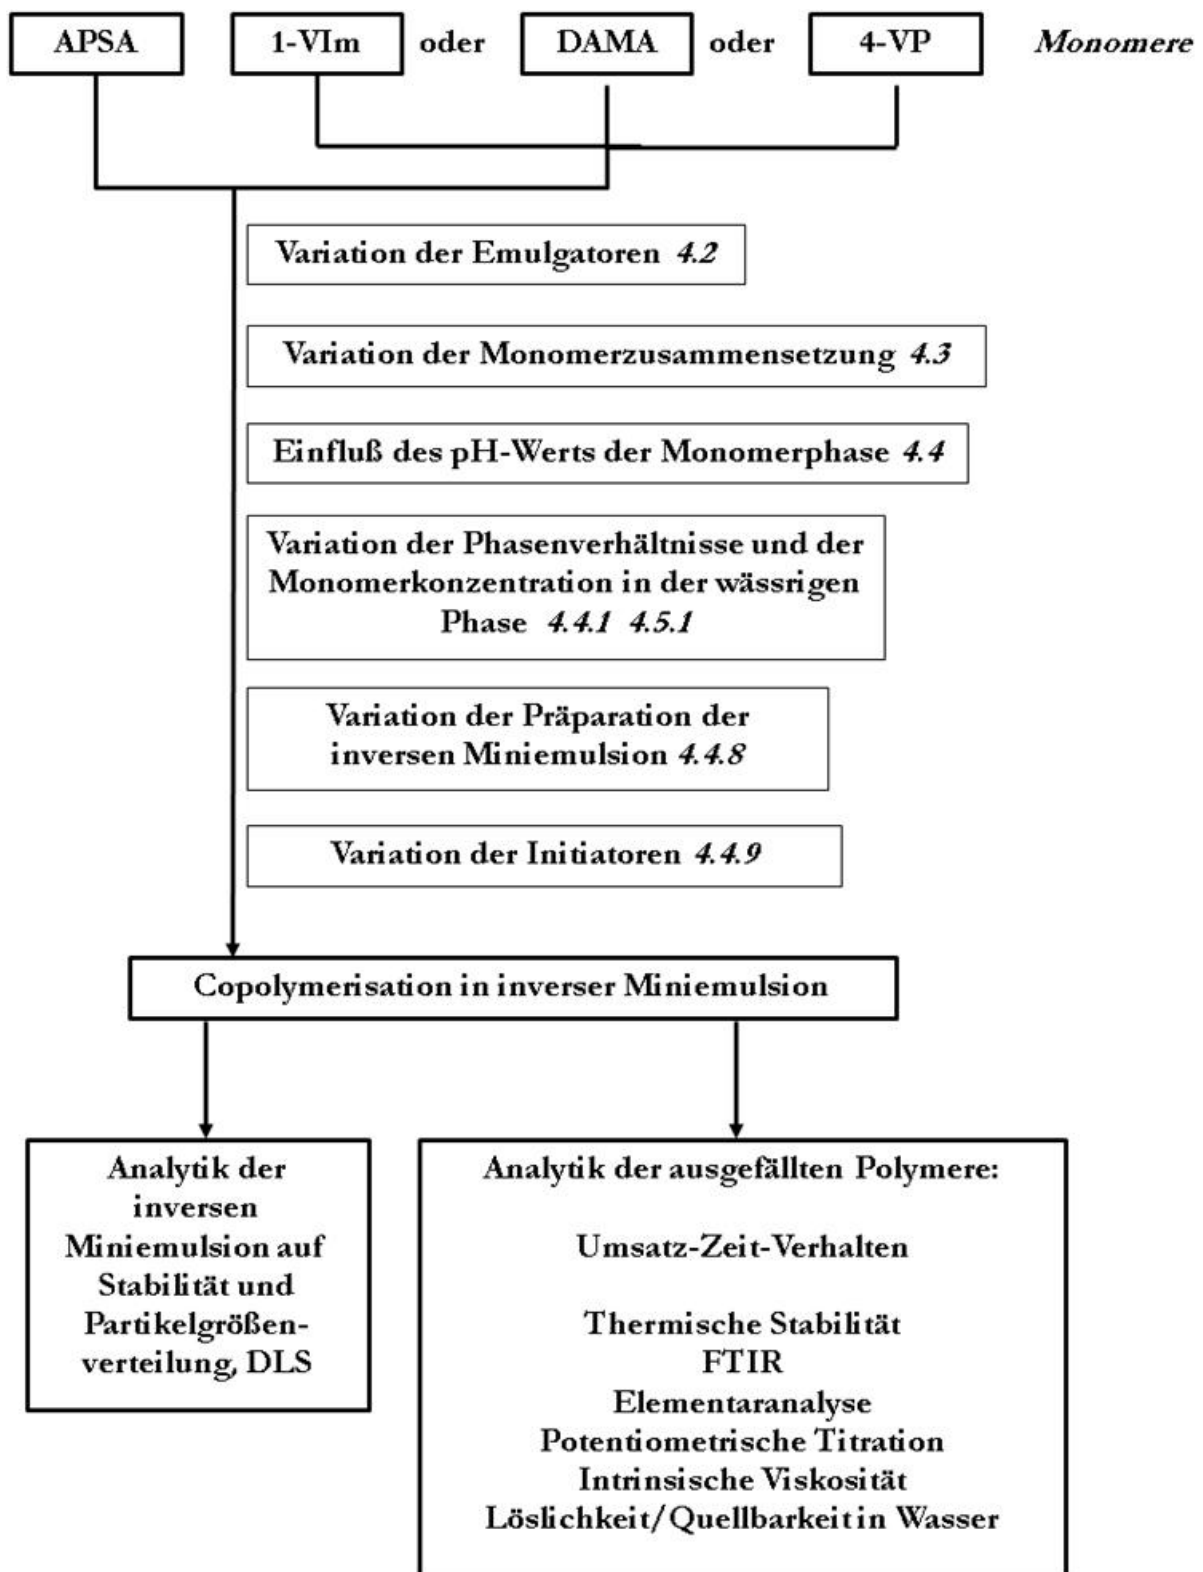 APSA 1-VIm oder DAMA oder 4-VP Monomere
Variation der Emulgatoren 4.2
Variation der Monomerzusammensetzung 4.3
Einfluß des pH-Werts der Monomerphase 4.4
Variation der Phasenverhältnisse und der
Monomerkonzentration in der wässrigen
Phase 4.4.1 4.5.1
Variation der Präparation der
inversen Miniemulsion 4.4.8
Variation der Initiatoren 4.4.9
Copolymerisation in inverser Miniemulsion
Analytik der
inversen
Miniemulsion auf
Stabilität und
Partikelgrößen-
verteilung, DLS
Analytik der ausgefällten Polymere:
Umsatz-Zeit-Verhalten
Thermische Stabilität
FTIR
Elementaranalyse
Potentiometrische Titration
Intrinsische Viskosität
Löslichkeit/Quellbarkeit in Wasser